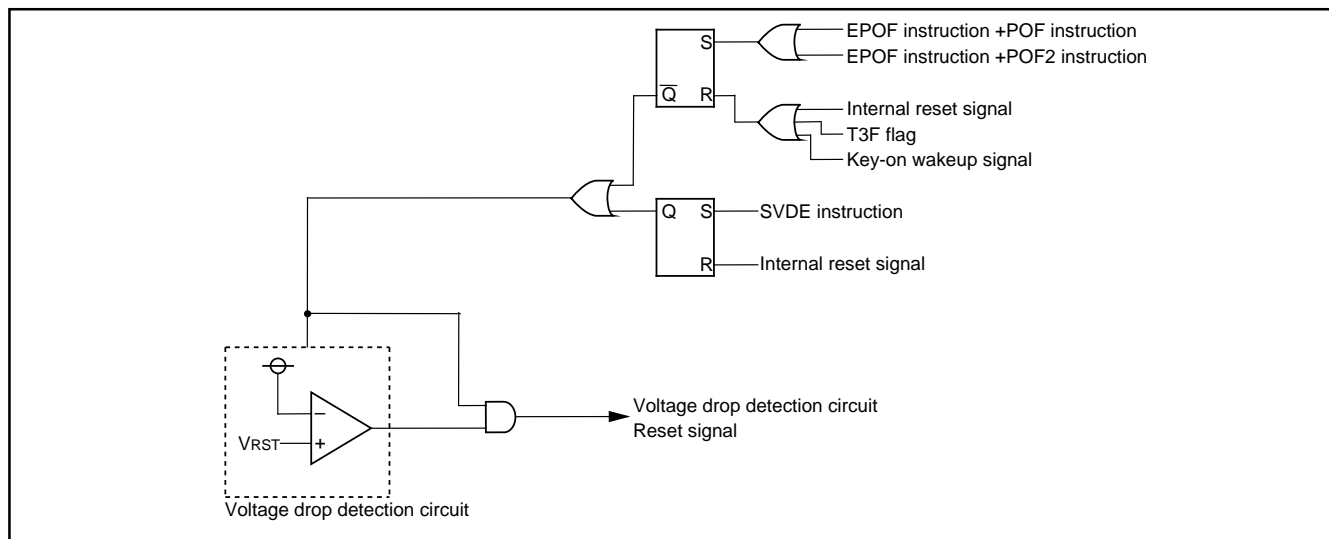 EPOF instruction +POF instruction
S
EPOF instruction +POF2 instruction
Q R
Internal reset signal
T3F flag
Key-on wakeup signal
Q S
SVDE instruction
R
Internal reset signal
−
VRST
+
Voltage drop detection circuit
Reset signal
Voltage drop detection circuit